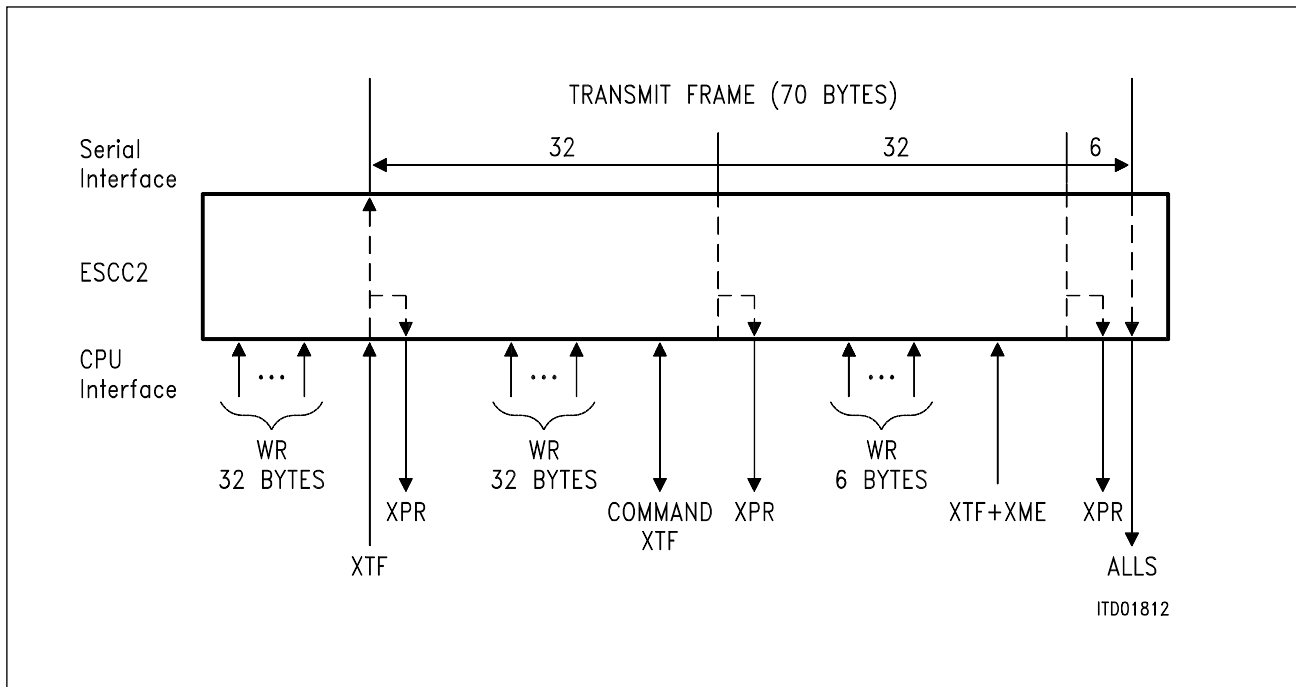 TRANSMIT FRAME (70 BYTES)
Serial
Interface
32
32
6
ESCC2
CPU
Interface
...
...
...
WR
32 BYTES
WR
32 BYTES
WR
6 BYTES
XPR
COMMAND
XTF
XPR
XTF+XME
XPR
XTF
ALLS
ITD01812